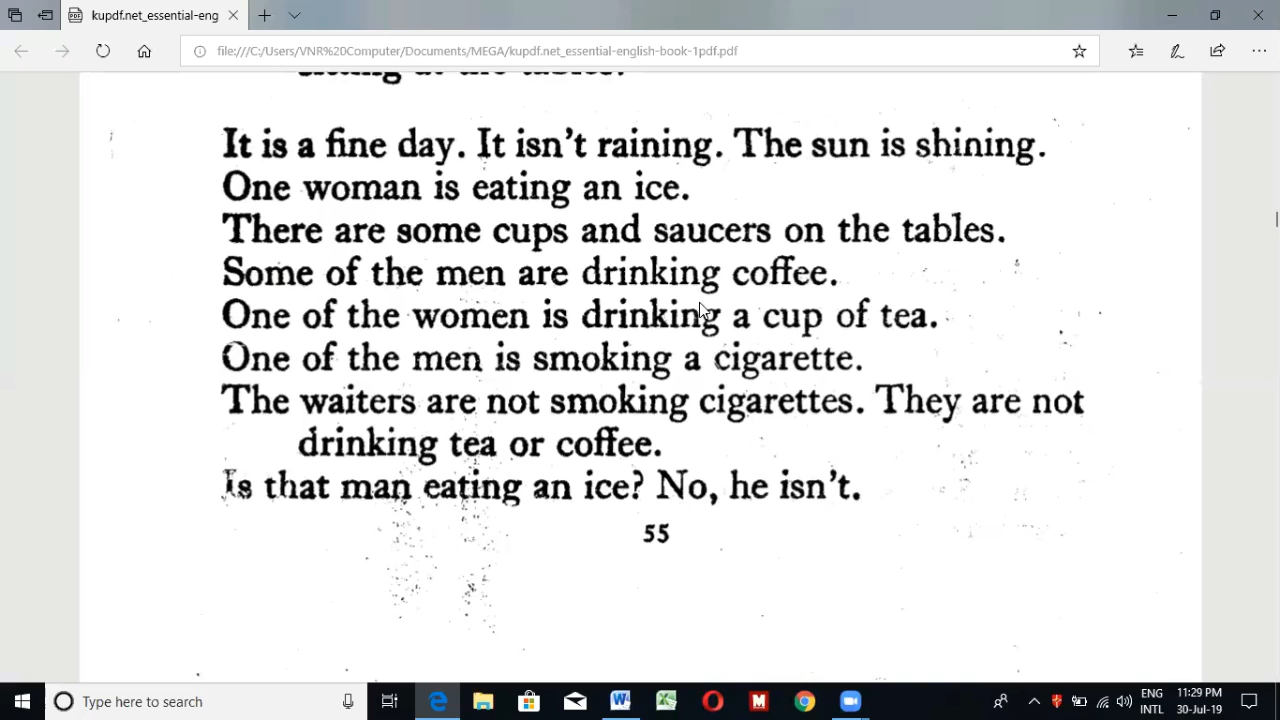 kupdf.net_essential-eng
file:///C:/Users/VNR%20Computer/Documents/MEGA/kupdf.net_essential-english-book-1pdf.pdf
sitting at the tables.
It is a fine day. It isn't raining. The sun is shining.
One woman is eating an ice.
There are some cups and saucers on the tables.
Some of the men are drinking coffee.
One of the women is drinking a cup of tea.
One of the men is smoking a cigarette.
The waiters are not smoking cigarettes. They are not
drinking tea or coffee.
Is that man eating an ice? No, he isn't.
55
Type here to search
ENG
11:29 PM
INTL
30-Jul-19